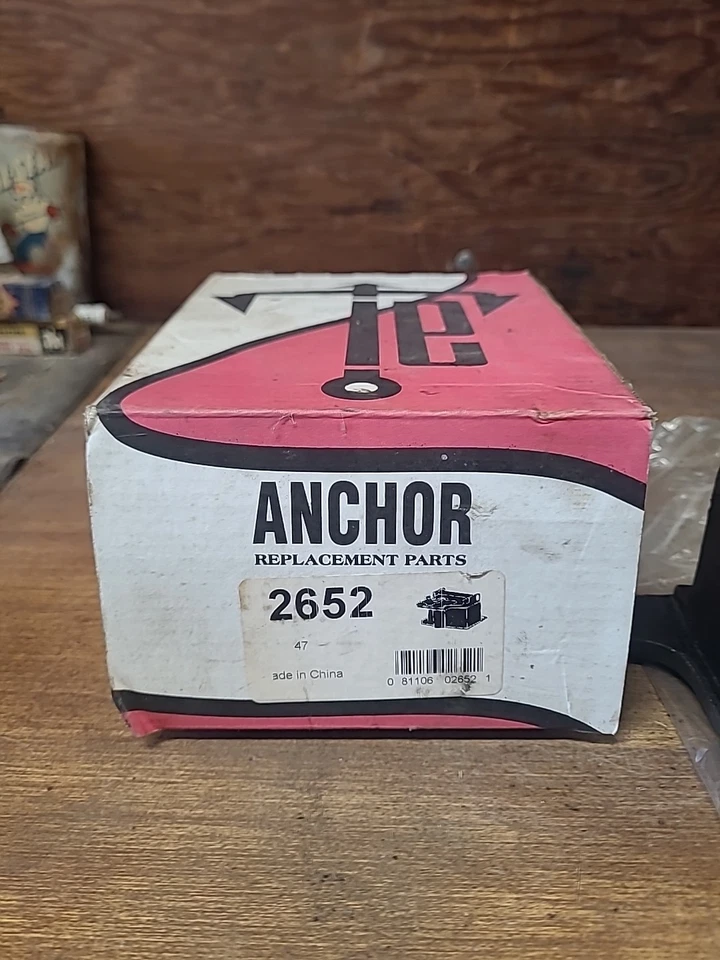 ANCHOR
REPLACEMENT PARTS
2652
47
ade in China
0 81106 02652 1